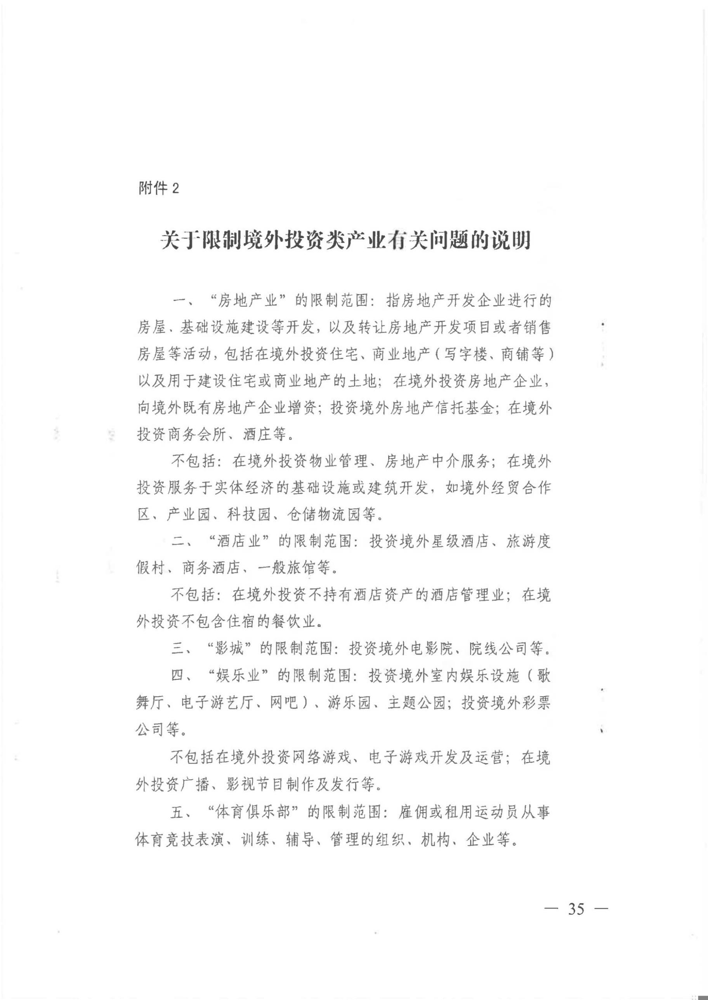 附件 2
关于限制境外投资类产业有关问题的说明
一、“房地产业”的限制范围：指房地产开发企业进行的
房屋、基础设施建设等开发，以及转让房地产开发项目或者销售
房屋等活动，包括在境外投资住宅、商业地产（写字楼、商铺等）
以及用于建设住宅或商业地产的土地；在境外投资房地产企业，
向境外既有房地产企业增资；投资境外房地产信托基金；在境外
投资商务会所、酒庄等。
不包括：在境外投资物业管理、房地产中介服务；在境外
投资服务于实体经济的基础设施或建筑开发，如境外经贸合作
区、产业园、科技园、仓储物流园等。
二、“酒店业”的限制范围：投资境外星级酒店、旅游度
假村、商务酒店、一般旅馆等。
不包括：在境外投资不持有酒店资产的酒店管理业；在境
外投资不包含住宿的餐饮业。
三、“影城”的限制范围：投资境外电影院、院线公司等。
四、“娱乐业”的限制范围：投资境外室内娱乐设施（歌
舞厅、电子游艺厅、网吧）、游乐园、主题公园；投资境外彩票
公司等。
不包括在境外投资网络游戏、电子游戏开发及运营；在境
外投资广播、影视节目制作及发行等。
五、“体育俱乐部”的限制范围：雇佣或租用运动员从事
体育竞技表演、训练、辅导、管理的组织、机构、企业等。
— 35 —